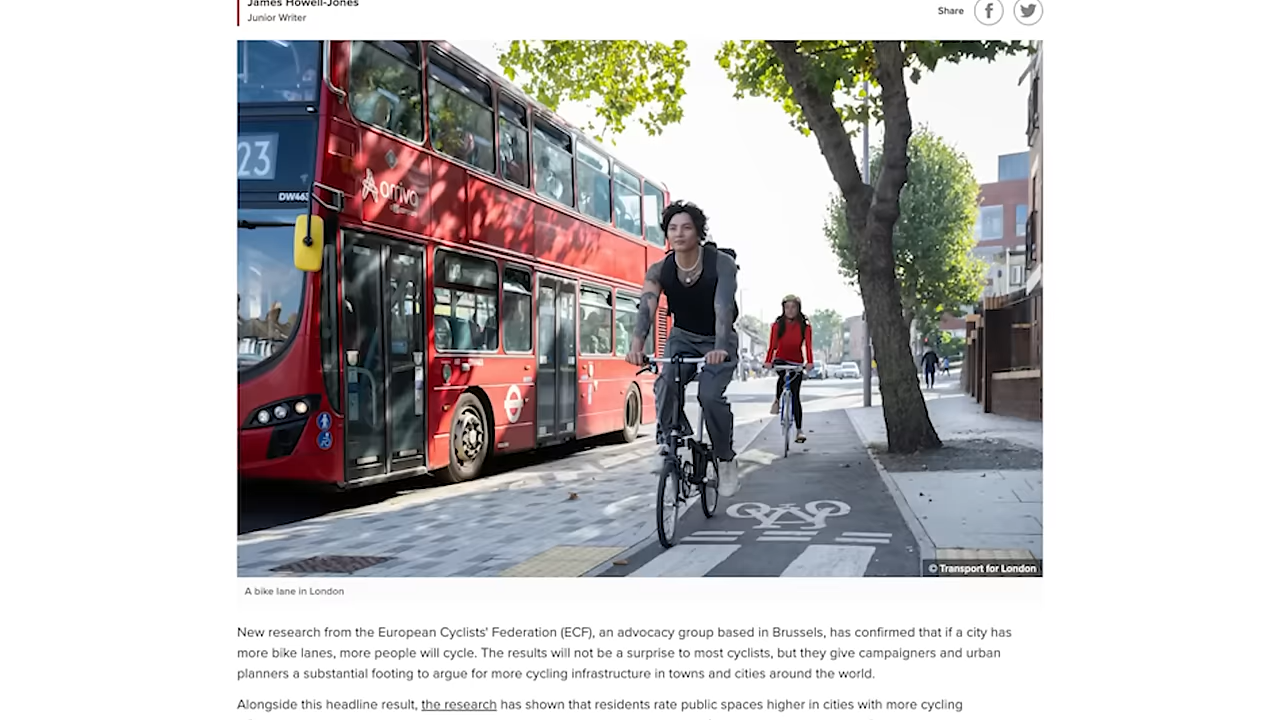 James Howell-Jones
Junior Writer
Share
23
DW463
arriva
© Transport for London
A bike lane in London
New research from the European Cyclists' Federation (ECF), an advocacy group based in Brussels, has confirmed that if a city has
more bike lanes, more people will cycle. The results will not be a surprise to most cyclists, but they give campaigners and urban
planners a substantial footing to argue for more cycling infrastructure in towns and cities around the world.
Alongside this headline result, the research has shown that residents rate public spaces higher in cities with more cycling